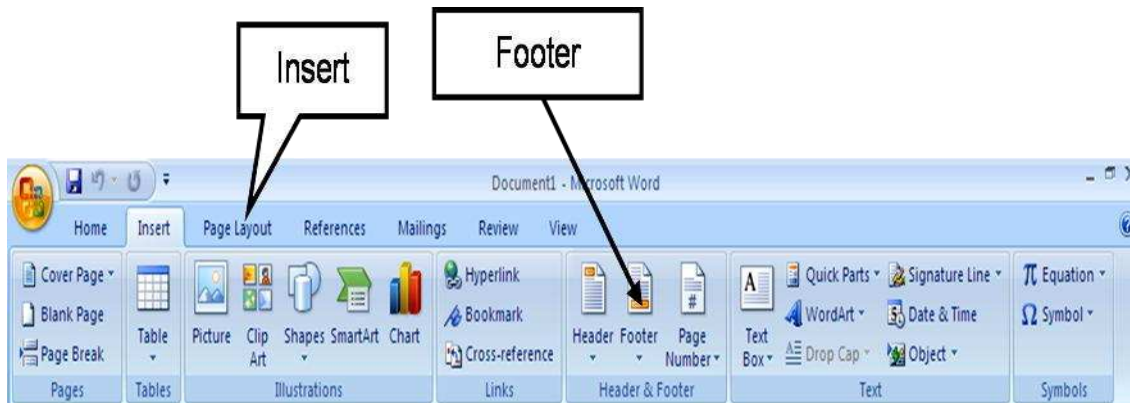 Insert
Footer
Document1 - Microsoft Word
Home Insert Page Layout References Mailings Review View
Cover Page
Blank Page
Page Break
Pages
Table
Tables
Picture
Clip
Art
Shapes
SmartArt
Chart
Illustrations
Hyperlink
Bookmark
Cross-reference
Links
Header
Footer
Page
Number
#
Header & Footer
A
Text
Box
Quick Parts
WordArt
Drop Cap
Signature Line
Date & Time
Object
Text
π Equation
Ω Symbol
Symbols